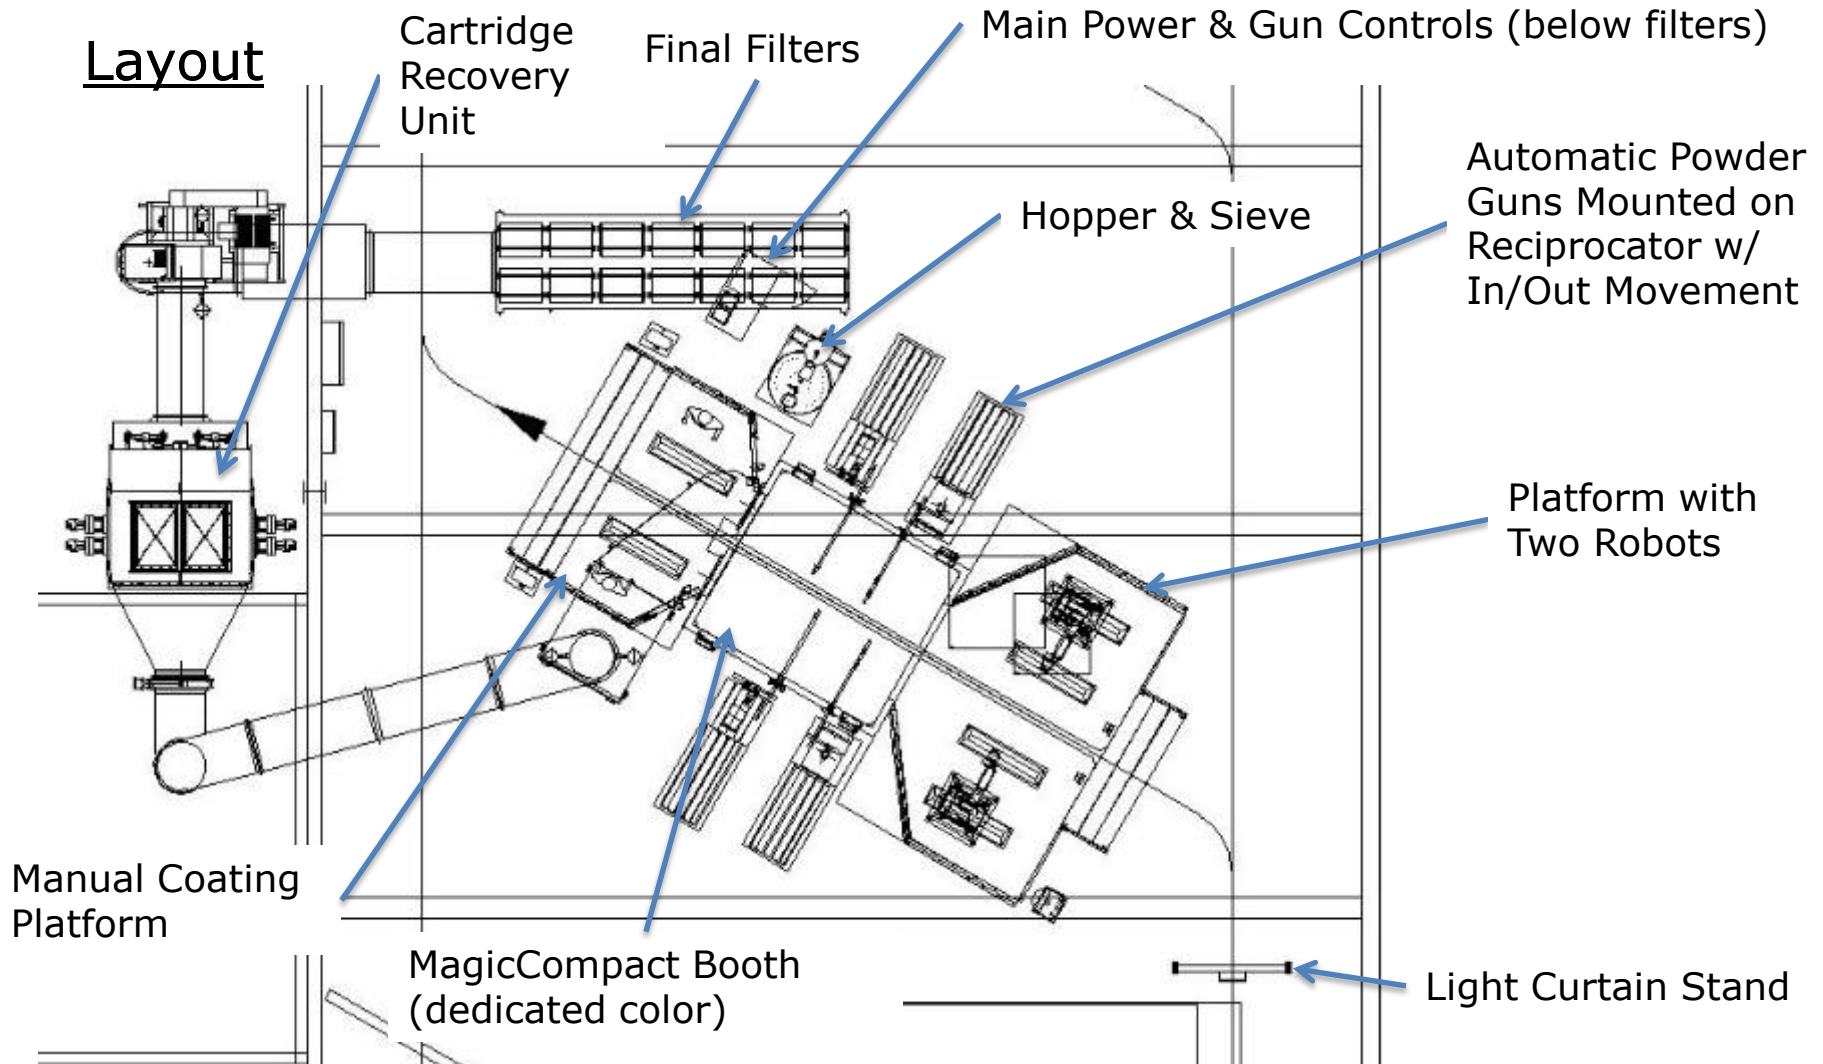 Layout
Cartridge
Recovery
Unit
Final Filters
Main Power & Gun Controls (below filters)
Hopper & Sieve
Automatic Powder
Guns Mounted on
Reciprocator w/
In/Out Movement
Platform with
Two Robots
Manual Coating
Platform
MagicCompact Booth
(dedicated color)
Light Curtain Stand